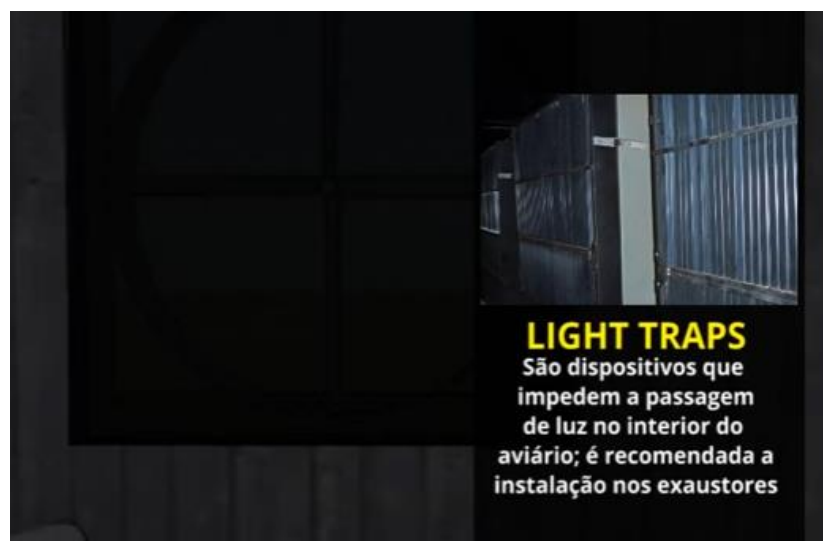 LIGHT TRAPS
São dispositivos que
impedem a passagem
de luz no interior do
aviário; é recomendada a
instalação nos exaustores